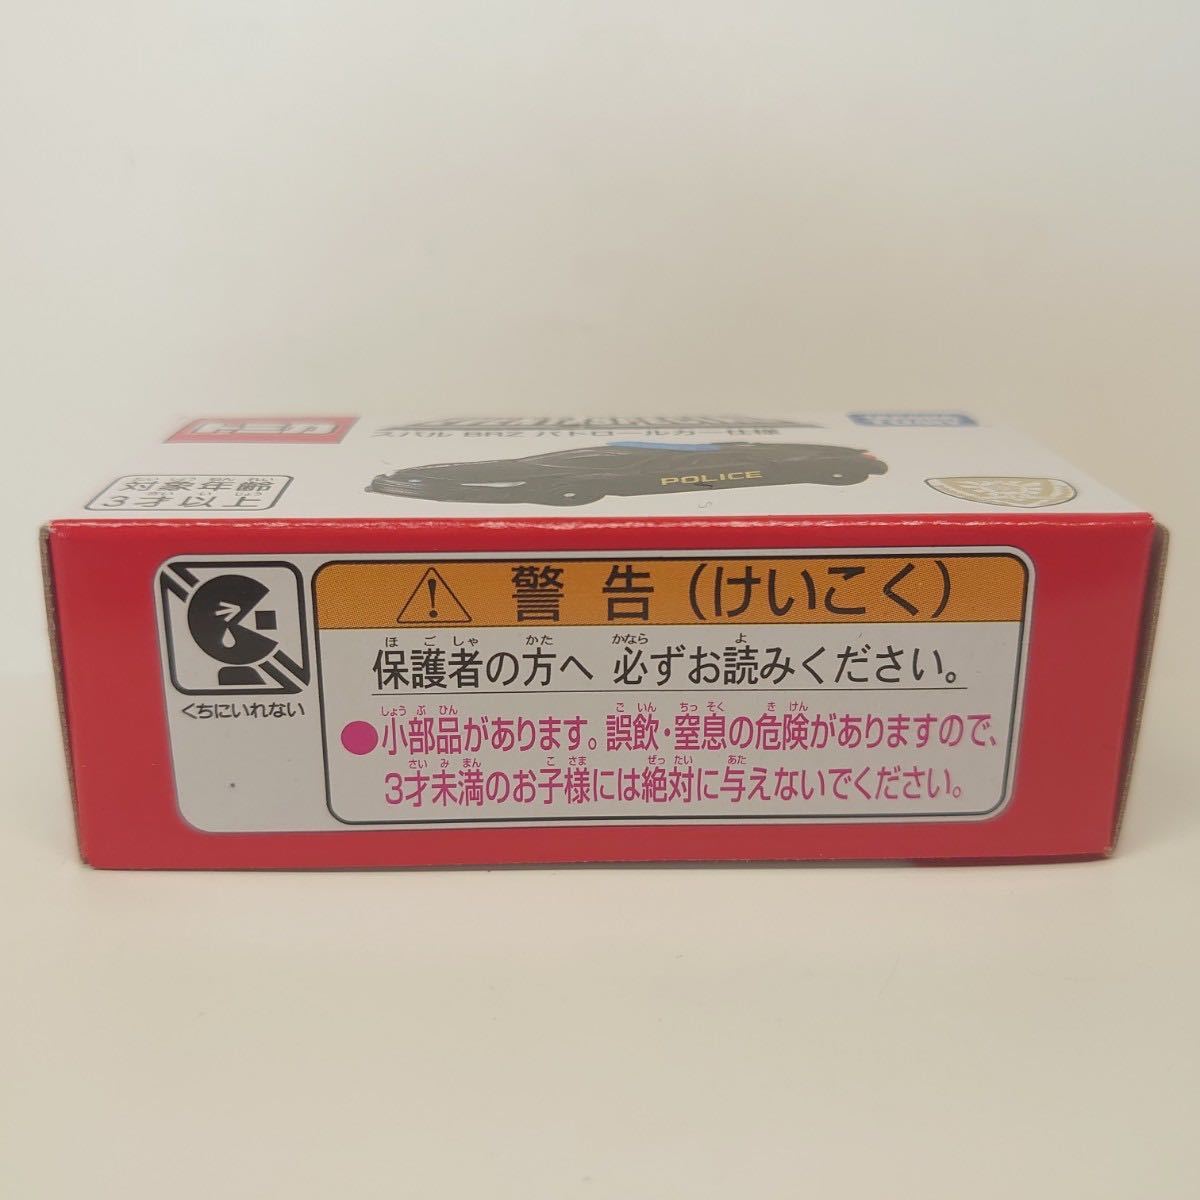 トミカ
スバル BRZ パトロールカー仕様
対象年齢
3才以上
POLICE
くちにいれない
警告(けいこく)
保護者の方へ 必ずお読みください。
●小部品があります。誤飲・窒息の危険がありますので、
3才未満のお子様には絶対に与えないでください。